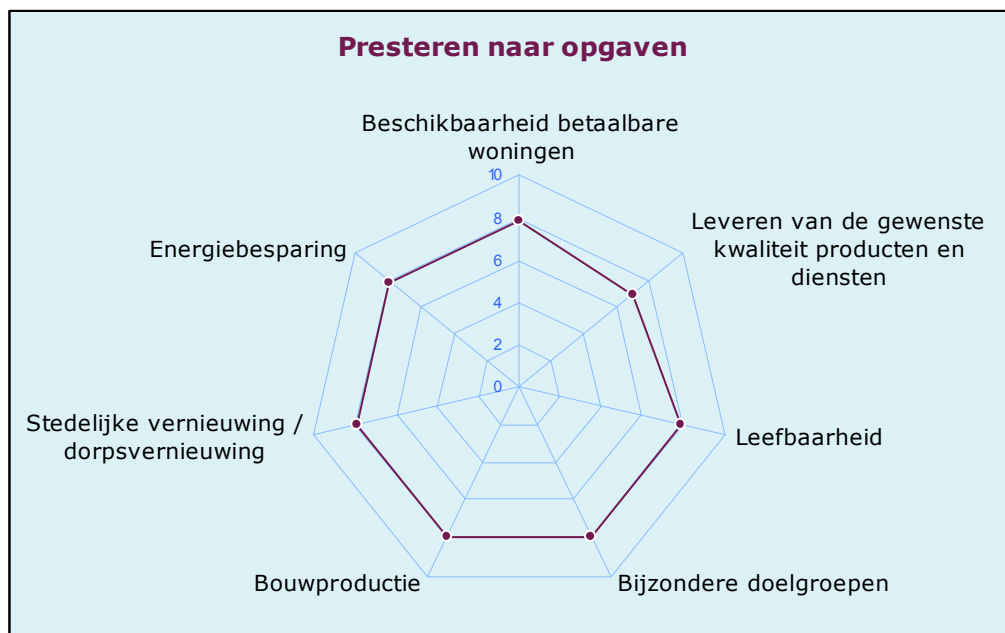 Presteren naar opgaven
Beschikbaarheid betaalbare
woningen
10
8
6
4
2
0
Leveren van de gewenste
kwaliteit producten en
diensten
Leefbaarheid
Bijzondere doelgroepen
Bouwproductie
Stedelijke vernieuwing /
dorpsvernieuwing
Energiebesparing